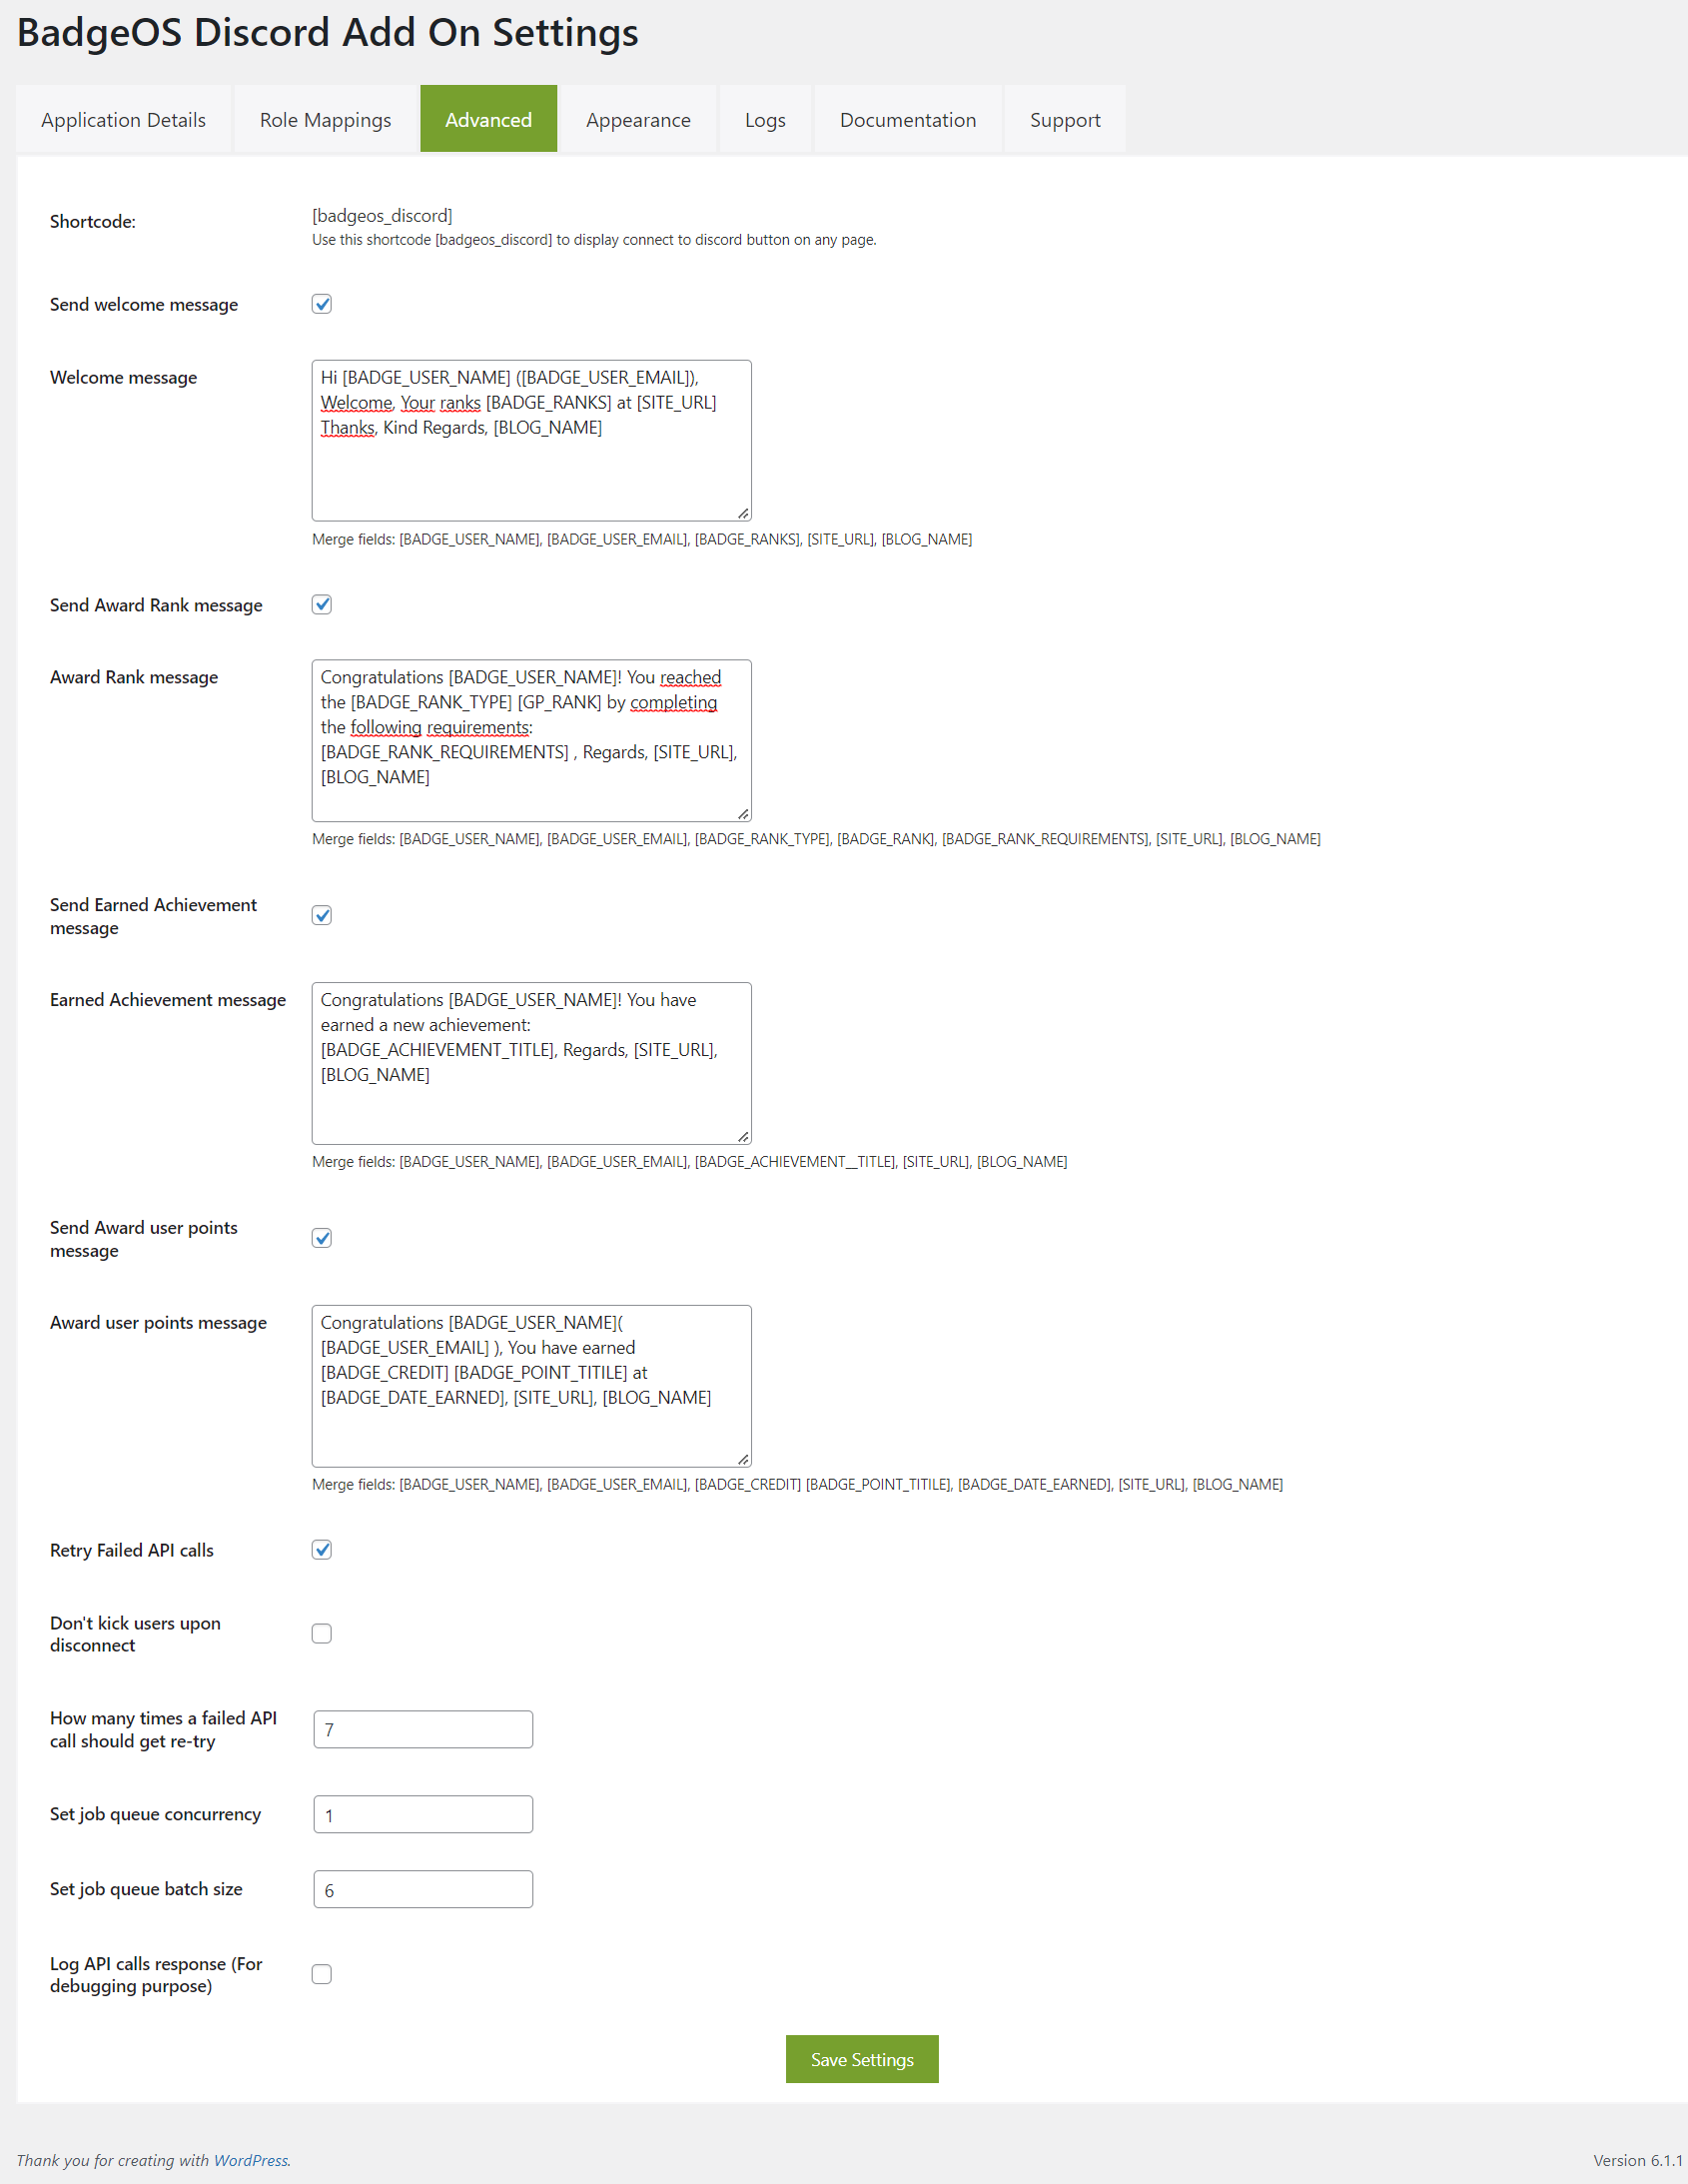 BadgeOS Discord Add On Settings
Application Details
Role Mappings
Advanced
Appearance
Logs
Documentation
Support
Shortcode:
[badgeos_discord]
Use this shortcode [badgeos_discord] to display connect to discord button on any page.
Send welcome message
Welcome message
Hi [BADGE_USER_NAME] ([BADGE_USER_EMAIL]),
Welcome, Your ranks [BADGE_RANKS] at [SITE_URL]
Thanks, Kind Regards, [BLOG_NAME]
Merge fields: [BADGE_USER_NAME], [BADGE_USER_EMAIL], [BADGE_RANKS], [SITE_URL], [BLOG_NAME]
Send Award Rank message
Award Rank message
Congratulations [BADGE_USER_NAME]! You reached
the [BADGE_RANK_TYPE] [GP_RANK] by completing
the following requirements:
[BADGE_RANK_REQUIREMENTS] , Regards, [SITE_URL],
[BLOG_NAME]
Merge fields: [BADGE_USER_NAME], [BADGE_USER_EMAIL], [BADGE_RANK_TYPE], [BADGE_RANK], [BADGE_RANK_REQUIREMENTS], [SITE_URL], [BLOG_NAME]
Send Earned Achievement
message
Earned Achievement message
Congratulations [BADGE_USER_NAME]! You have
earned a new achievement:
[BADGE_ACHIEVEMENT_TITLE], Regards, [SITE_URL],
[BLOG_NAME]
Merge fields: [BADGE_USER_NAME], [BADGE_USER_EMAIL], [BADGE_ACHIEVEMENT__TITLE], [SITE_URL], [BLOG_NAME]
Send Award user points
message
Award user points message
Congratulations [BADGE_USER_NAME](
[BADGE_USER_EMAIL] ), You have earned
[BADGE_CREDIT] [BADGE_POINT_TITILE] at
[BADGE_DATE_EARNED], [SITE_URL], [BLOG_NAME]
Merge fields: [BADGE_USER_NAME], [BADGE_USER_EMAIL], [BADGE_CREDIT] [BADGE_POINT_TITILE], [BADGE_DATE_EARNED], [SITE_URL], [BLOG_NAME]
Retry Failed API calls
Don't kick users upon
disconnect
How many times a failed API
call should get re-try
7
Set job queue concurrency
1
Set job queue batch size
6
Log API calls response (For
debugging purpose)
Save Settings
Thank you for creating with WordPress.
Version 6.1.1